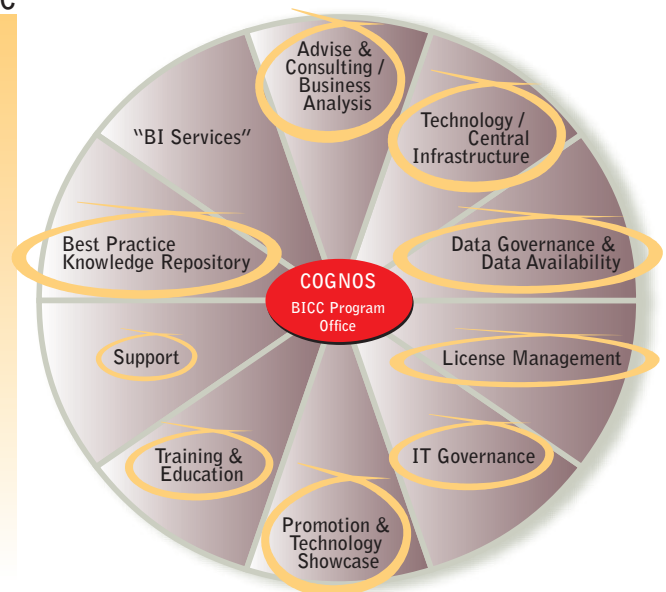 C
Advise &
Consulting /
Business
Analysis
Technology /
Central
Infrastructure
"BI Services"
Best Practice
Knowledge Repository
Data Governance &
Data Availability
COGNOS
BICC Program
Office
Support
License Management
Training &
Education
IT Governance
Promotion &
Technology
Showcase